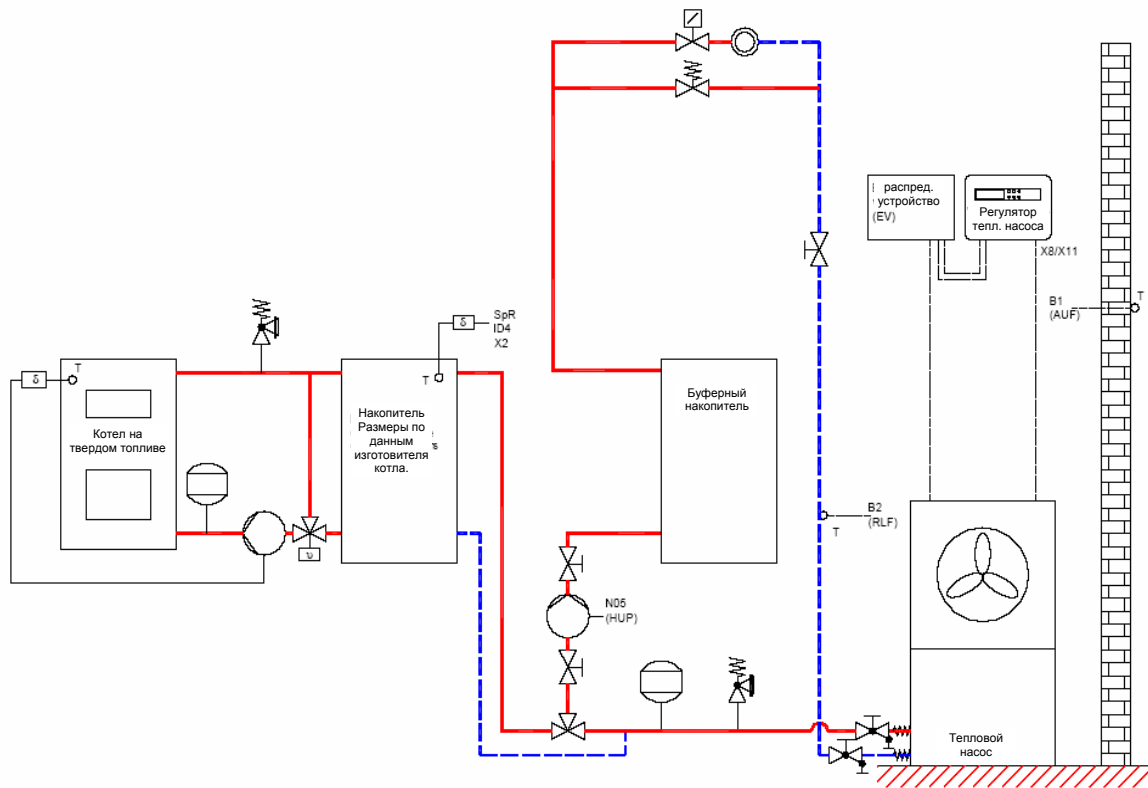 распред.
устройство
(EV)
Регулятор
тепл. насоса
X8/X11
B1
(AUF)
T
SpR
ID4
X2
δ
T
δ
T
Котел на
твердом топливе
Накопитель
Размеры по
данным
изготовителя
котла.
Буферный
накопитель
B2
(RLF)
T
υ
N05
(HUP)
Тепловой
насос